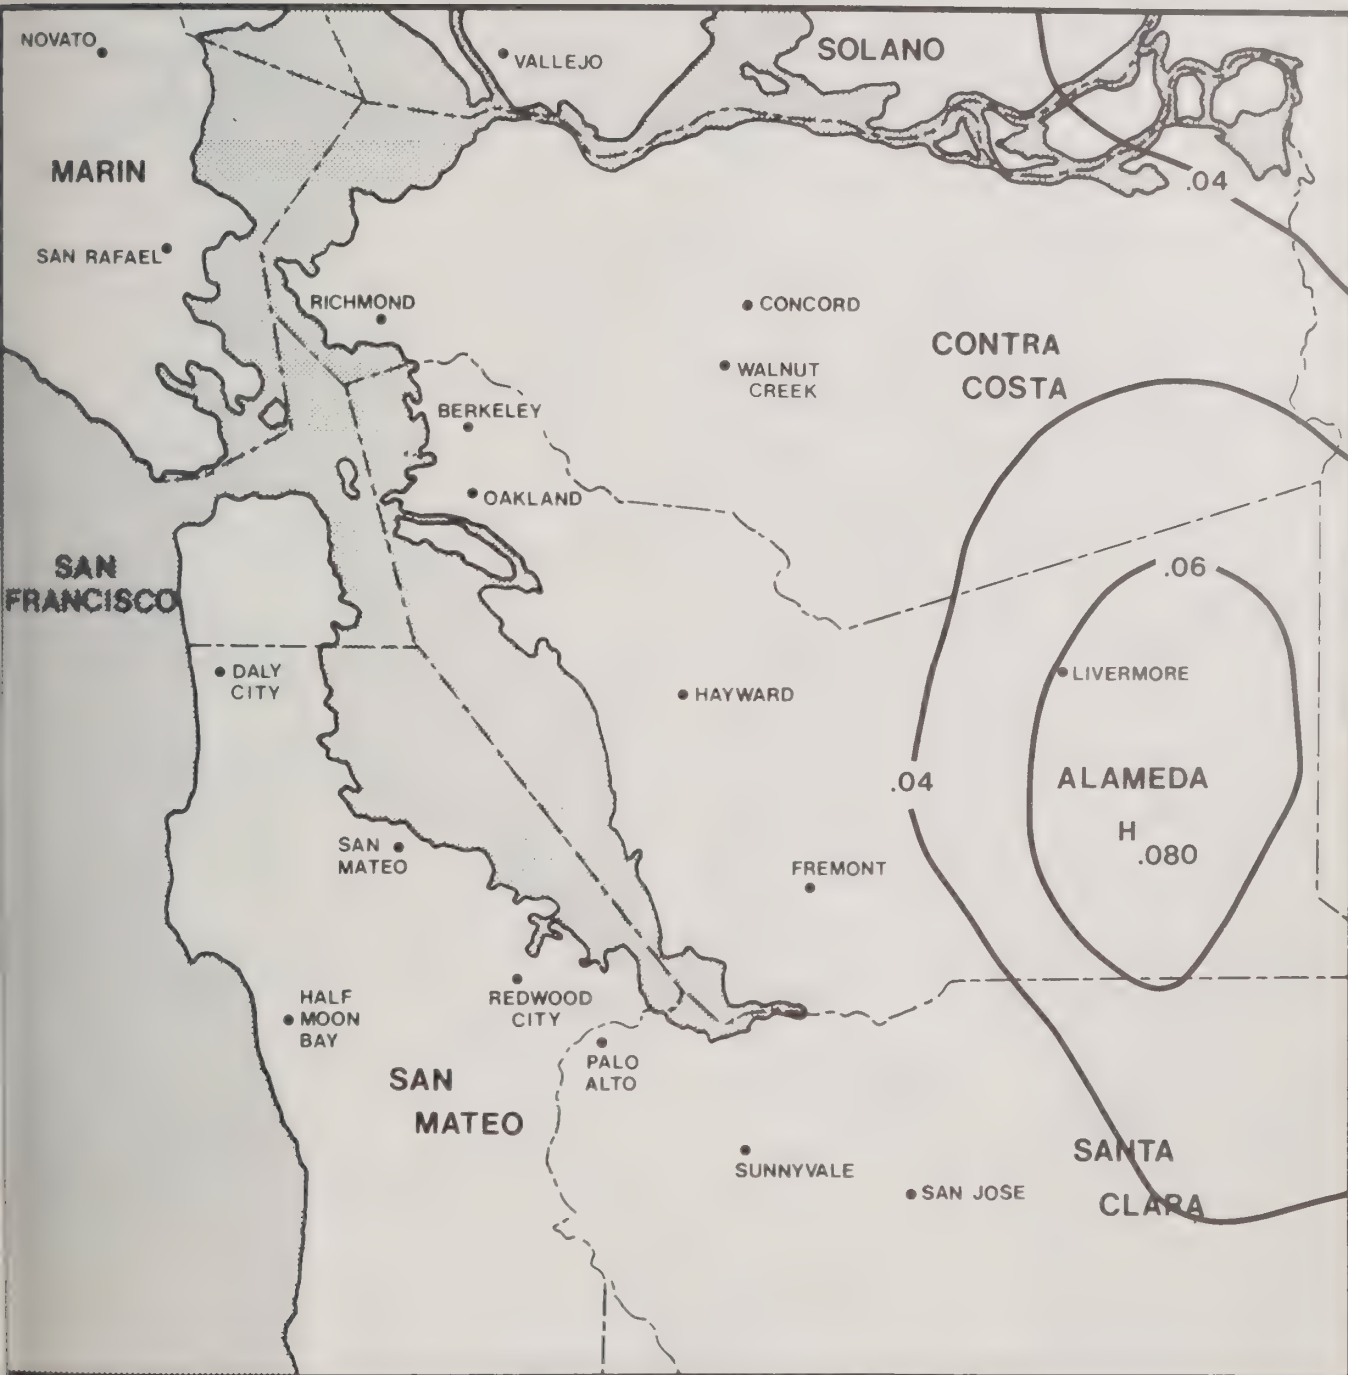 NOVATO
VALLEJO
SOLANO
MARIN
.04
SAN RAFAEL
RICHMOND
CONCORD
CONTRA
COSTA
WALNUT
CREEK
BERKELEY
OAKLAND
SAN
FRANCISCO
.06
DALY
CITY
HAYWARD
LIVERMORE
.04
ALAMEDA
H
.080
SAN
MATEO
FREMONT
REDWOOD
CITY
HALF
MOON
BAY
PALO
ALTO
SAN
MATEO
SUNNYVALE
SAN JOSE
SANTA
CLARA